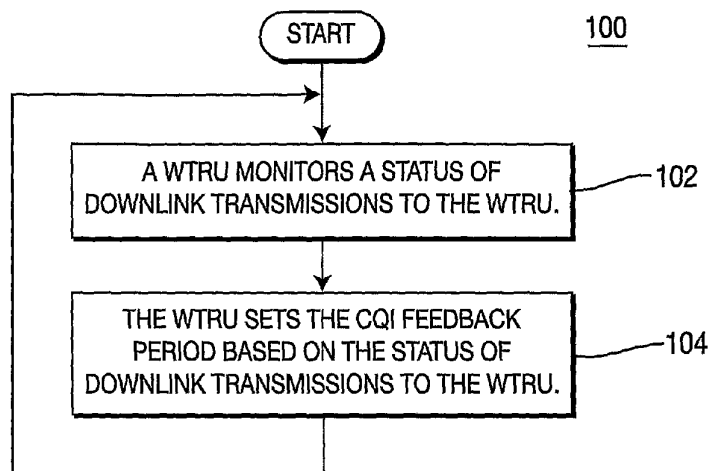 START
100
A WTRU MONITORS A STATUS OF
DOWNLINK TRANSMISSIONS TO THE WTRU.
102
THE WTRU SETS THE CQI FEEDBACK
PERIOD BASED ON THE STATUS OF
DOWNLINK TRANSMISSIONS TO THE WTRU.
104